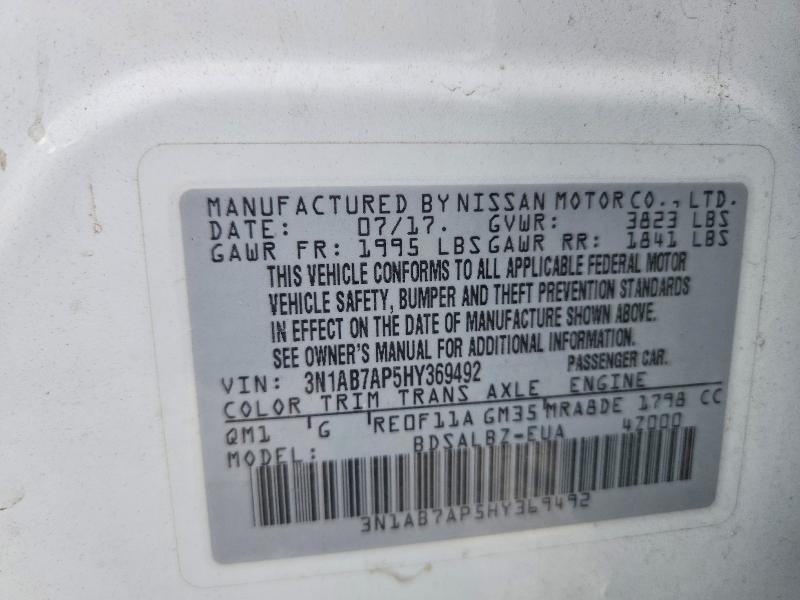 MANUFACTURED BY NISSAN MOTOR CO., LTD.
DATE: 07/17. GVWR: 3823 LBS
GAWR FR: 1995 LBS GAWR RR: 1841 LBS
THIS VEHICLE CONFORMS TO ALL APPLICABLE FEDERAL MOTOR
VEHICLE SAFETY, BUMPER AND THEFT PREVENTION STANDARDS
IN EFFECT ON THE DATE OF MANUFACTURE SHOWN ABOVE.
SEE OWNER'S MANUAL FOR ADDITIONAL INFORMATION.
VIN: 3N1AB7AP5HY369492 PASSENGER CAR.
COLOR TRIM TRANS AXLE ENGINE
QM1 G RE0F11A GM35 MRA8DE 1798 CC
MODEL: BDSALBZ-EUA 4Z000
3N1AB7AP5HY369492